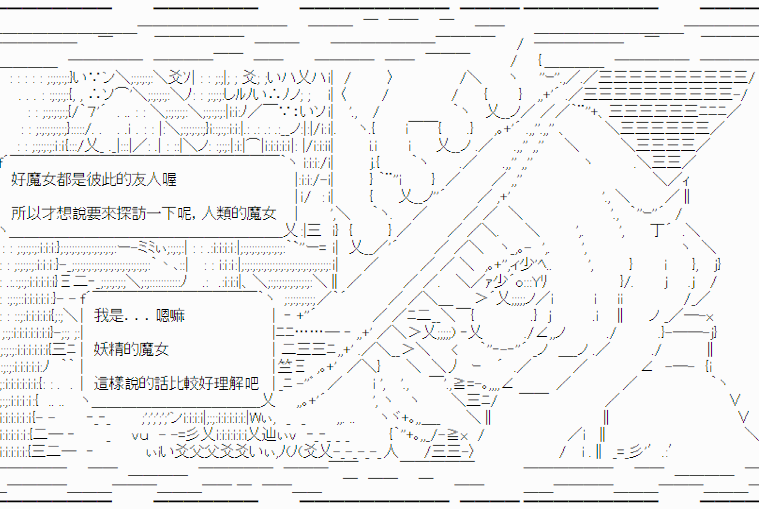 好魔女都是彼此的友人喔
所以才想說要來探訪一下呢，人類的魔女
我是．．．嗯嘛
妖精的魔女
這樣說的話比較好理解吧